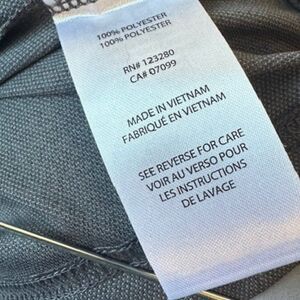 100% POLYESTER
100% POLYESTER
RN# 123280
CA# 07099
MADE IN VIETNAM
FABRIQUÉ EN VIETNAM
SEE REVERSE FOR CARE
VOIR AU VERSO POUR
LES INSTRUCTIONS
DE LAVAGE